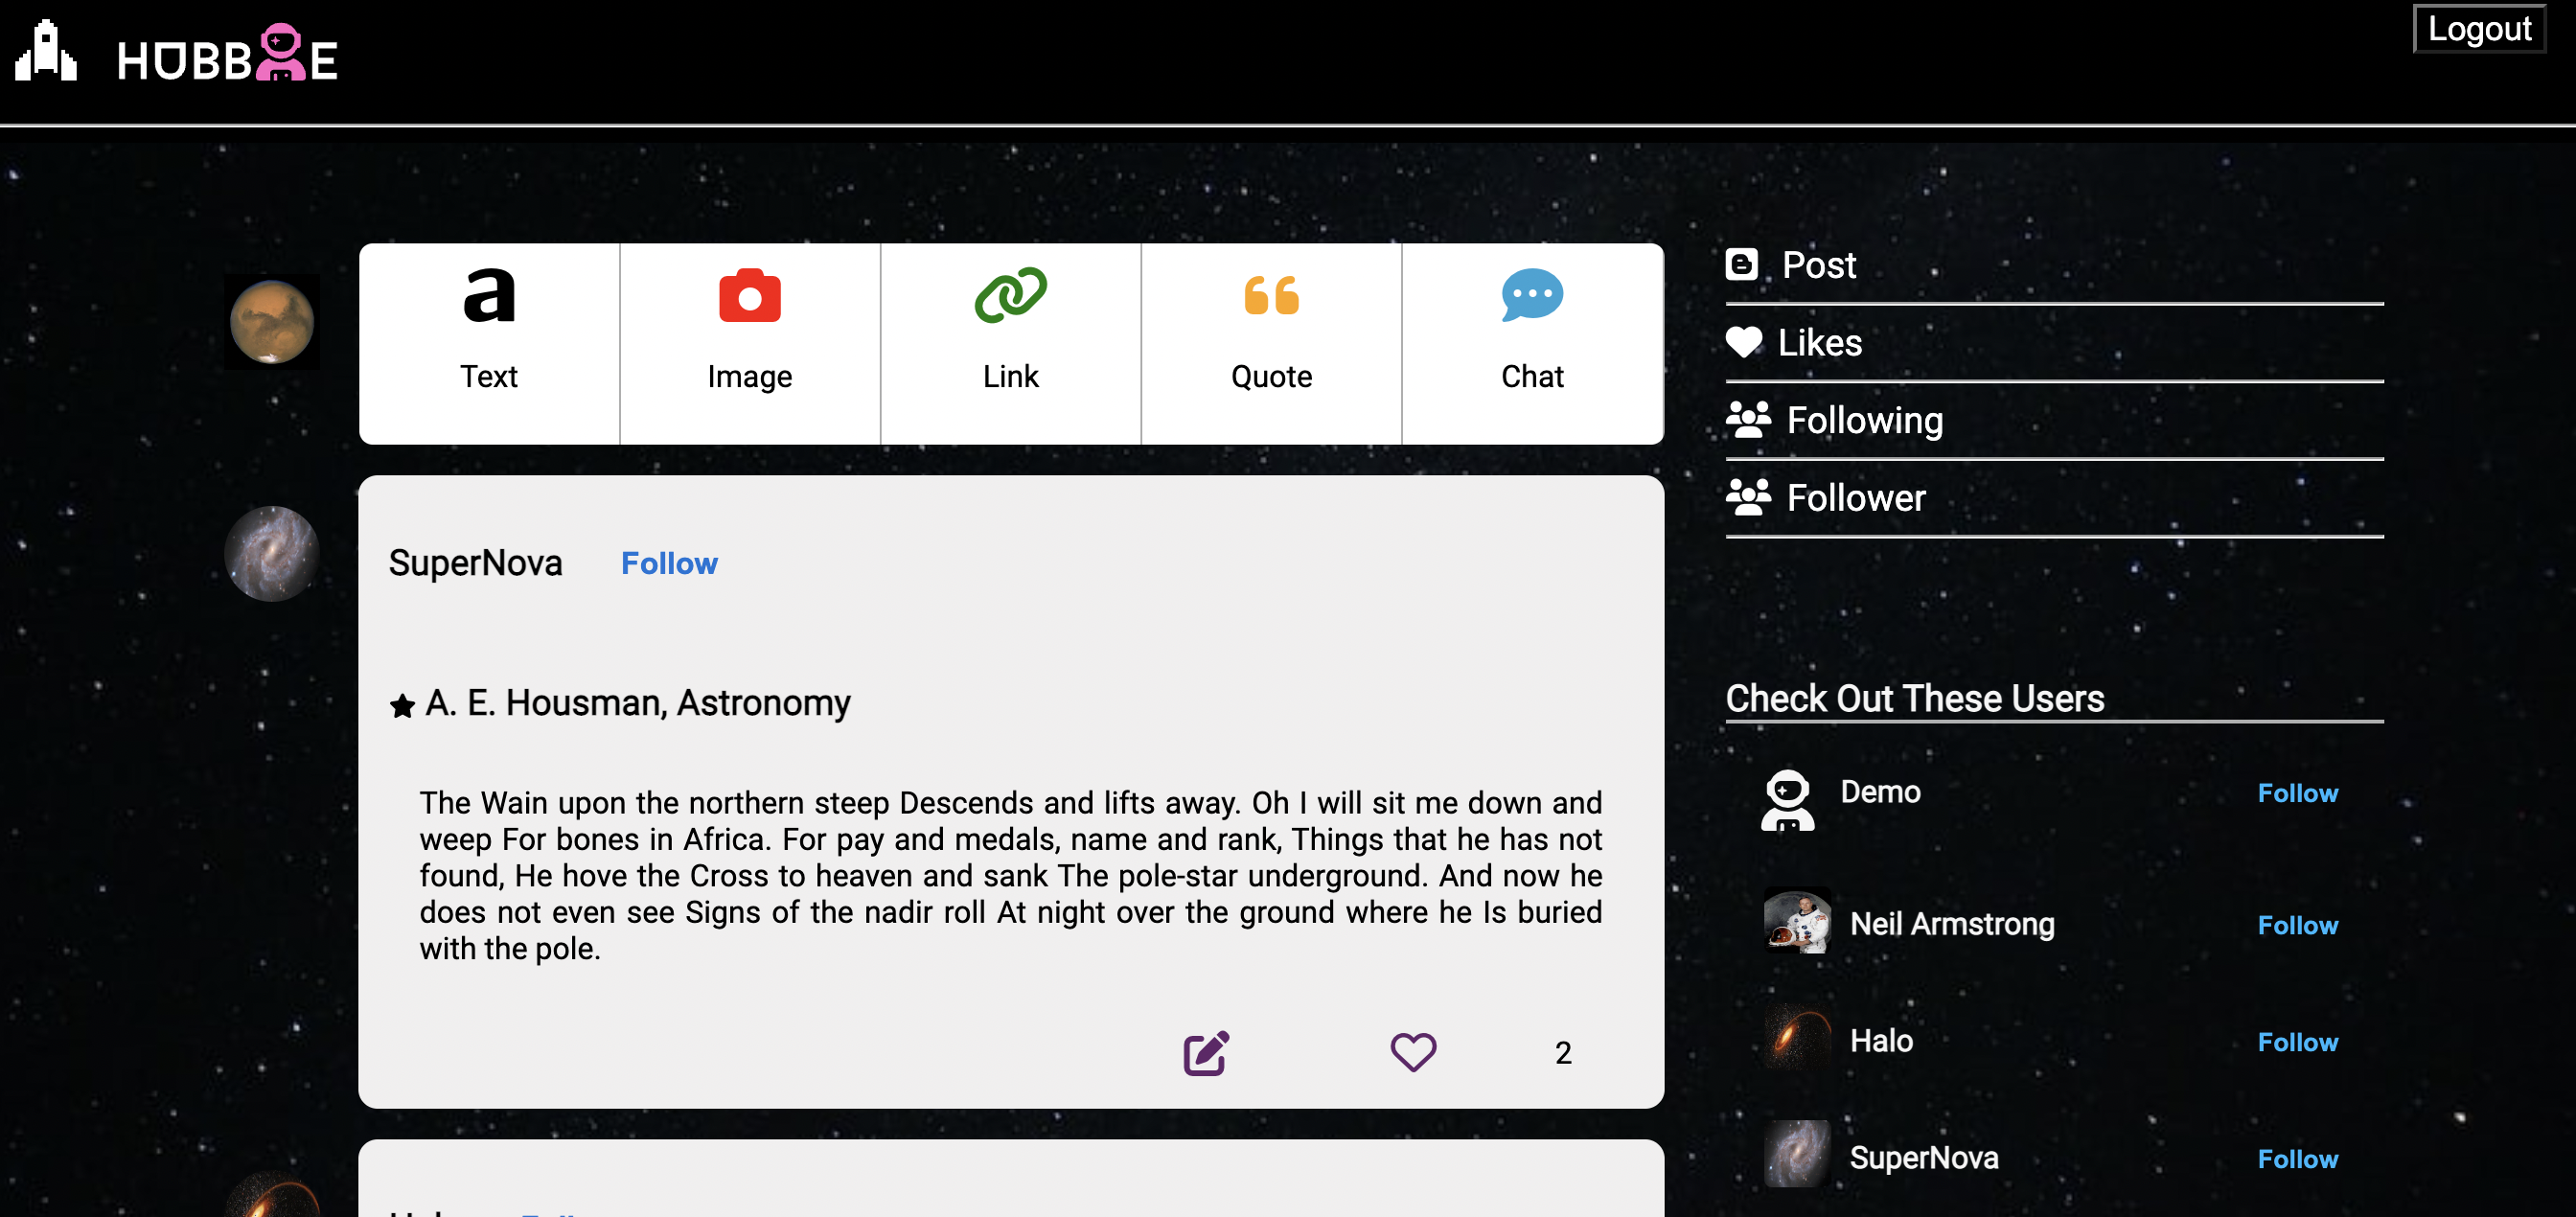 HUBBLE
Logout
Text
Image
Link
Quote
Chat
Post
Likes
Following
Follower
SuperNova
Follow
A. E. Housman, Astronomy
The Wain upon the northern steep Descends and lifts away. Oh I will sit me down and
weep For bones in Africa. For pay and medals, name and rank, Things that he has not
found, He hove the Cross to heaven and sank The pole-star underground. And now he
does not even see Signs of the nadir roll At night over the ground where he Is buried
with the pole.
2
Check Out These Users
Demo
Follow
Neil Armstrong
Follow
Halo
Follow
SuperNova
Follow